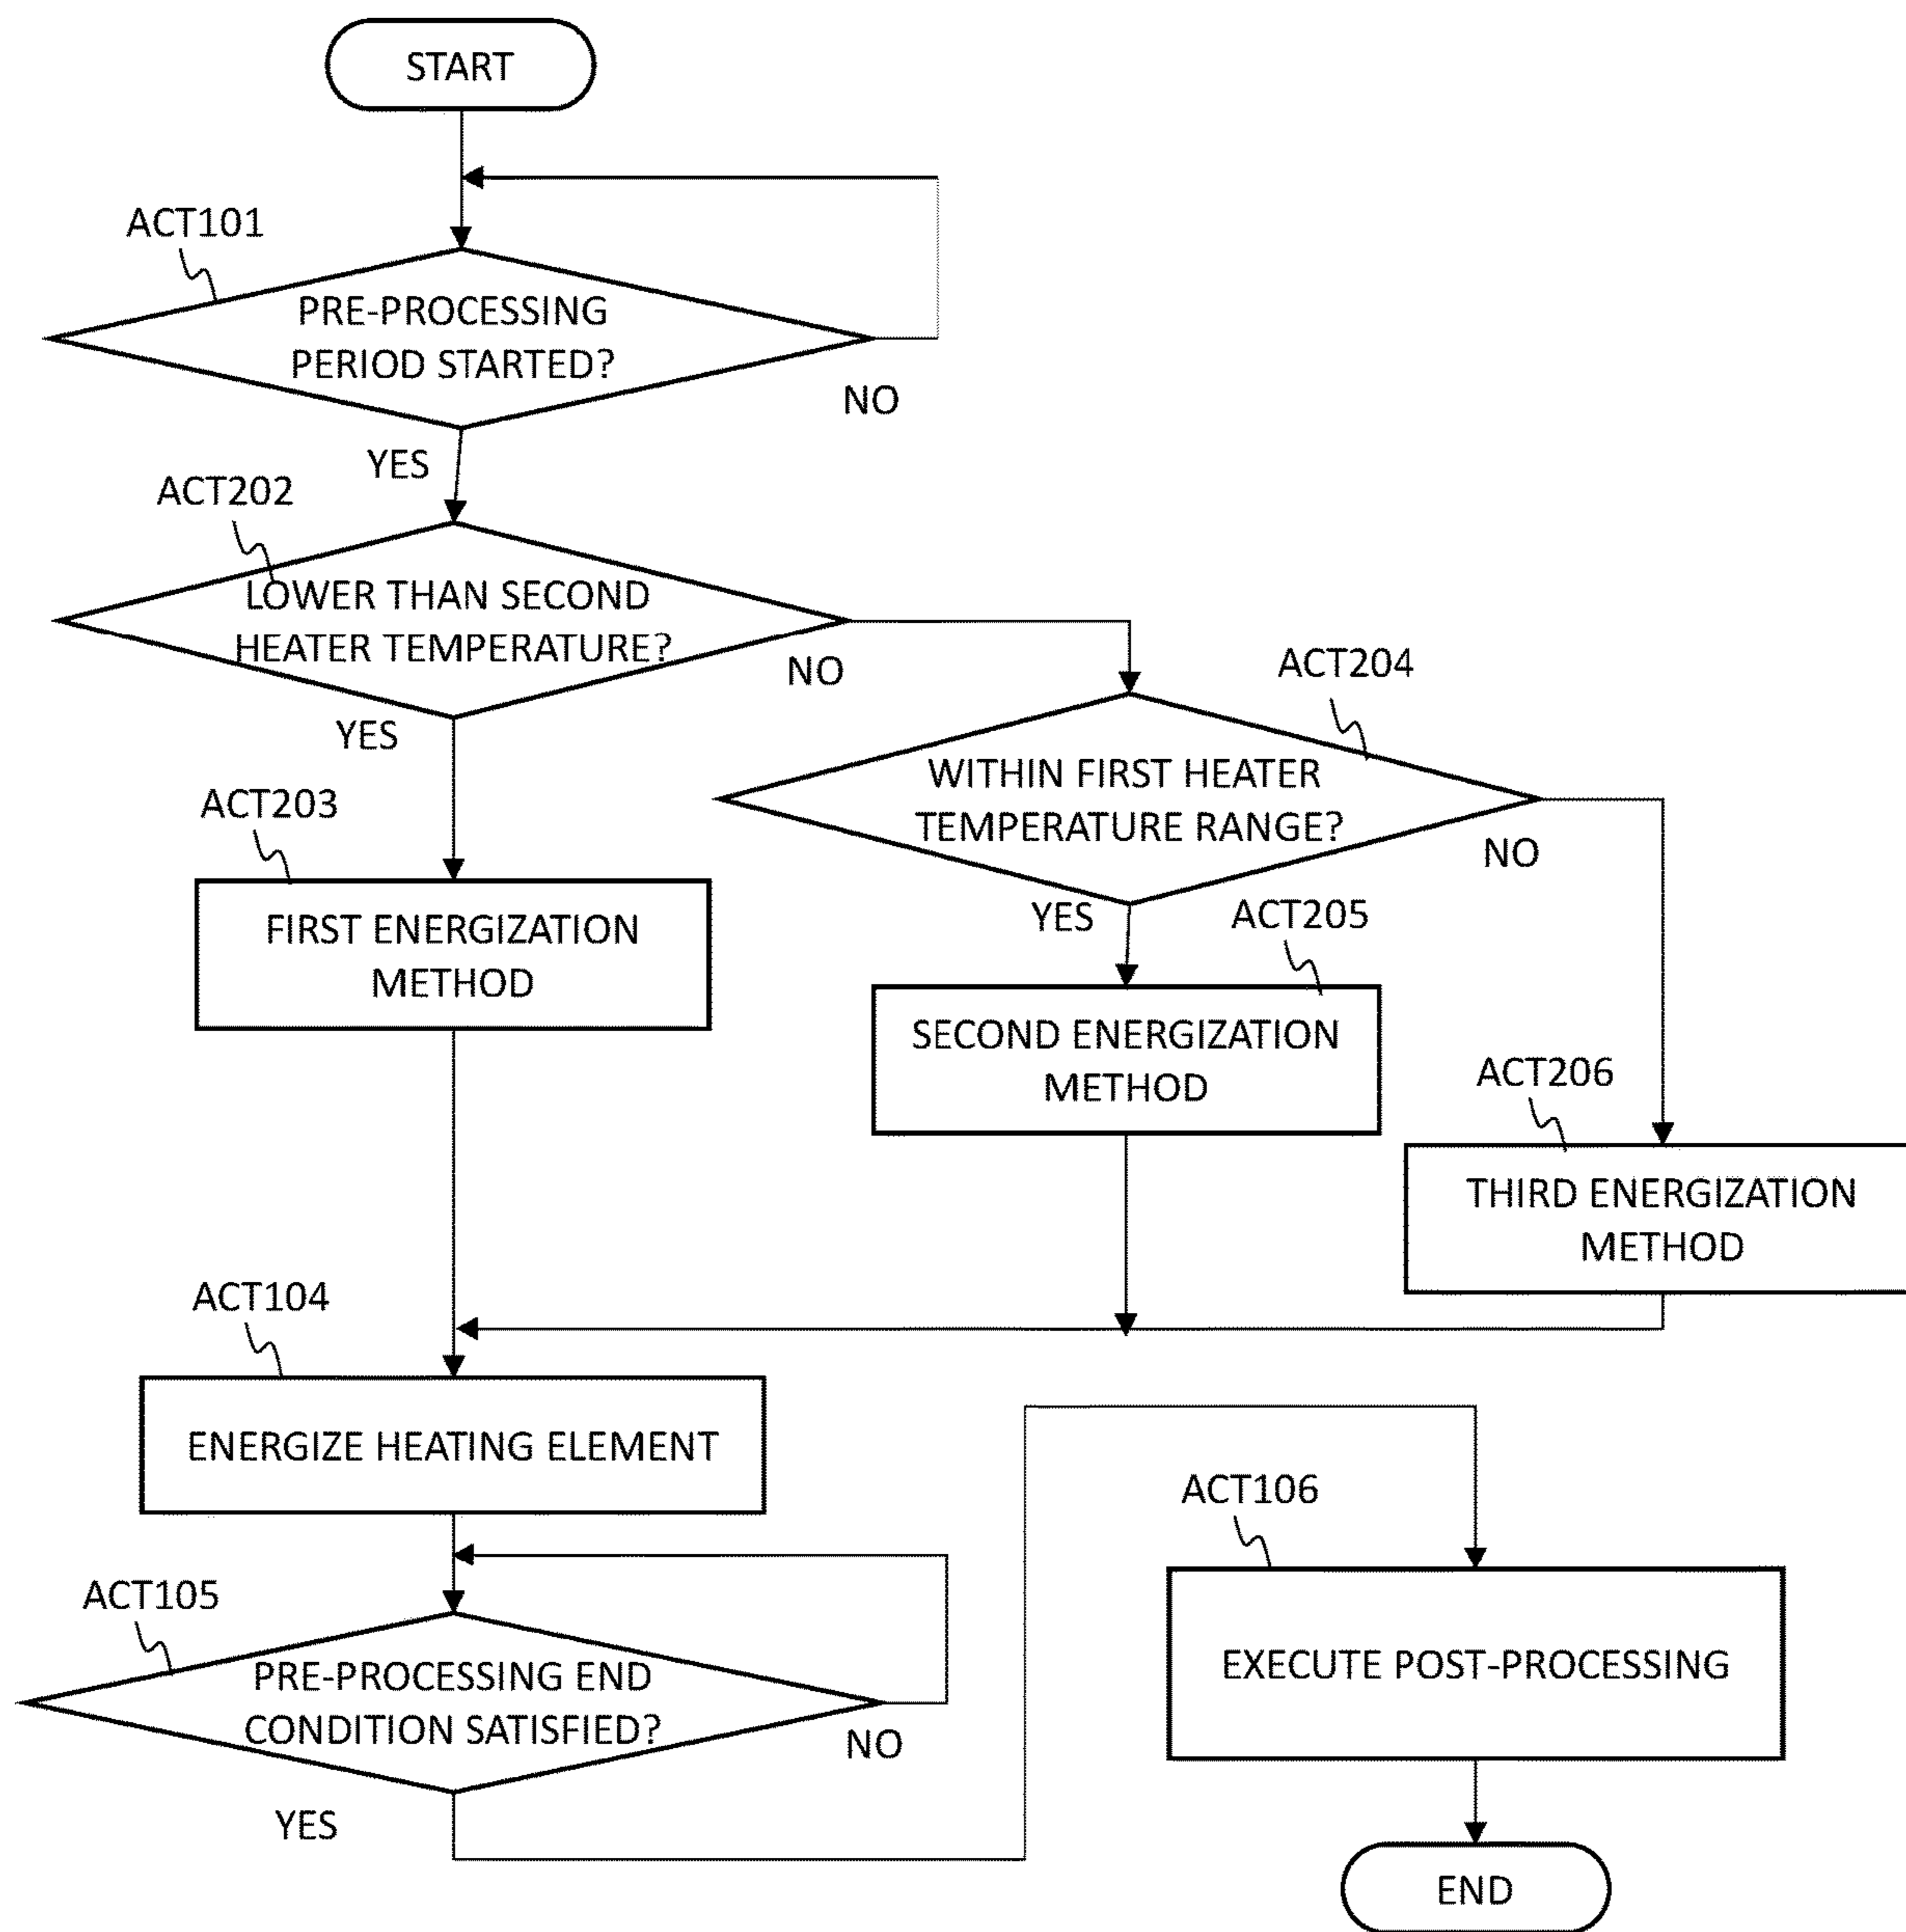 START
ACT101
PRE-PROCESSING
PERIOD STARTED?
NO
YES
ACT202
LOWER THAN SECOND
HEATER TEMPERATURE?
NO
YES
ACT204
WITHIN FIRST HEATER
TEMPERATURE RANGE?
NO
YES
ACT203
FIRST ENERGIZATION
METHOD
ACT205
SECOND ENERGIZATION
METHOD
ACT206
THIRD ENERGIZATION
METHOD
ACT104
ENERGIZE HEATING ELEMENT
ACT105
PRE-PROCESSING END
CONDITION SATISFIED?
NO
YES
ACT106
EXECUTE POST-PROCESSING
END